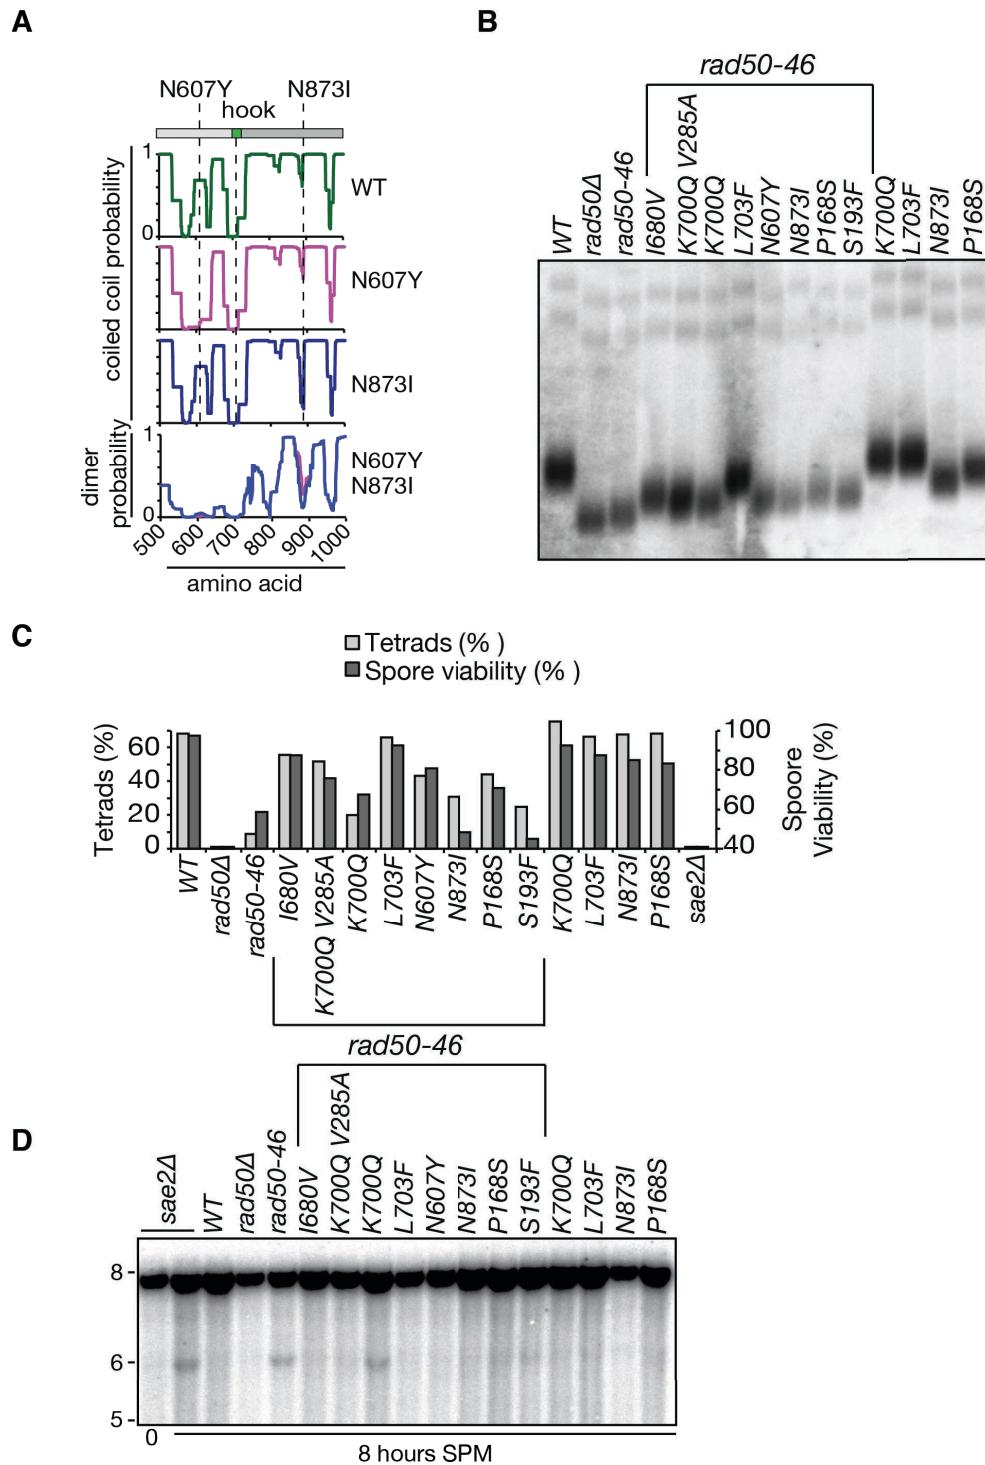 A
N607Y
N873I
hook
coiled coil probability
1
WT
0
N607Y
N873I
dimer
probability
1
N607Y
N873I
0
500
600
700
800
900
1000
amino acid
B
rad50-46
WT
rad50Δ
rad50-46
I680V
K700Q V285A
K700Q
L703F
N607Y
N873I
P168S
S193F
K700Q
L703F
N873I
P168S
C
Tetrads (% )
Spore viability (% )
Tetrads (%)
60
40
20
0
100
80
60
40
Spoore
Viability (%)
WT
rad50Δ
rad50-46
I680V
K700Q V285A
K700Q
L703F
N607Y
N873I
P168S
S193F
K700Q
L703F
N873I
P168S
sae2Δ
rad50-46
D
sae2Δ
WT
rad50Δ
rad50-46
I680V
K700Q V285A
K700Q
L703F
N607Y
N873I
P168S
S193F
K700Q
L703F
N873I
P168S
8
6
5
0
8 hours SPM